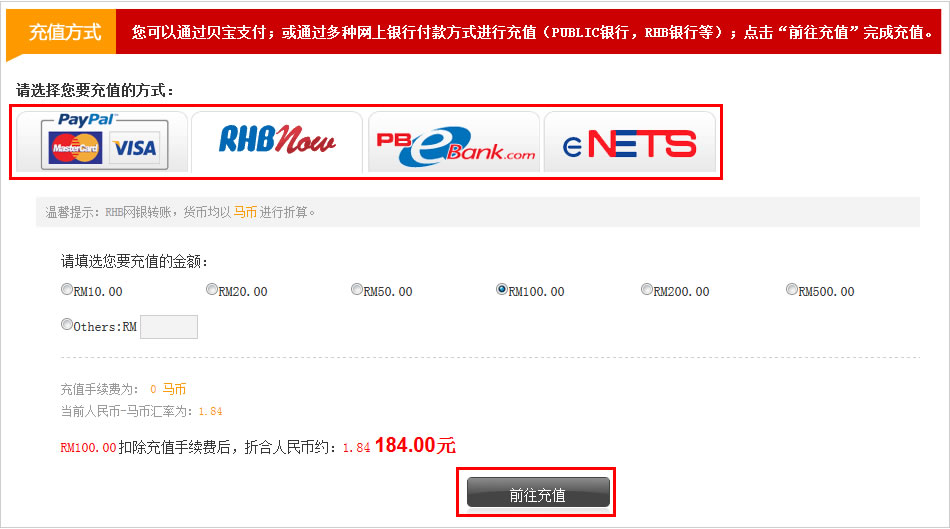 充值方式
您可以通过贝宝支付；或通过多种网上银行付款方式进行充值（PUBLIC银行，RHB银行等）；点击“前往充值”完成充值。
请选择您要充值的方式：
PayPal MasterCard VISA RHBNow PBeBank.com eNETS
温馨提示：RHB网银转账，货币均以 马币 进行折算。
请填选您要充值的金额：
RM10.00 RM20.00 RM50.00 RM100.00 RM200.00 RM500.00
Others:RM
充值手续费为： 0 马币
当前人民币-马币汇率为：1.84
RM100.00扣除充值手续费后，折合人民币约：1.84 184.00元
前往充值